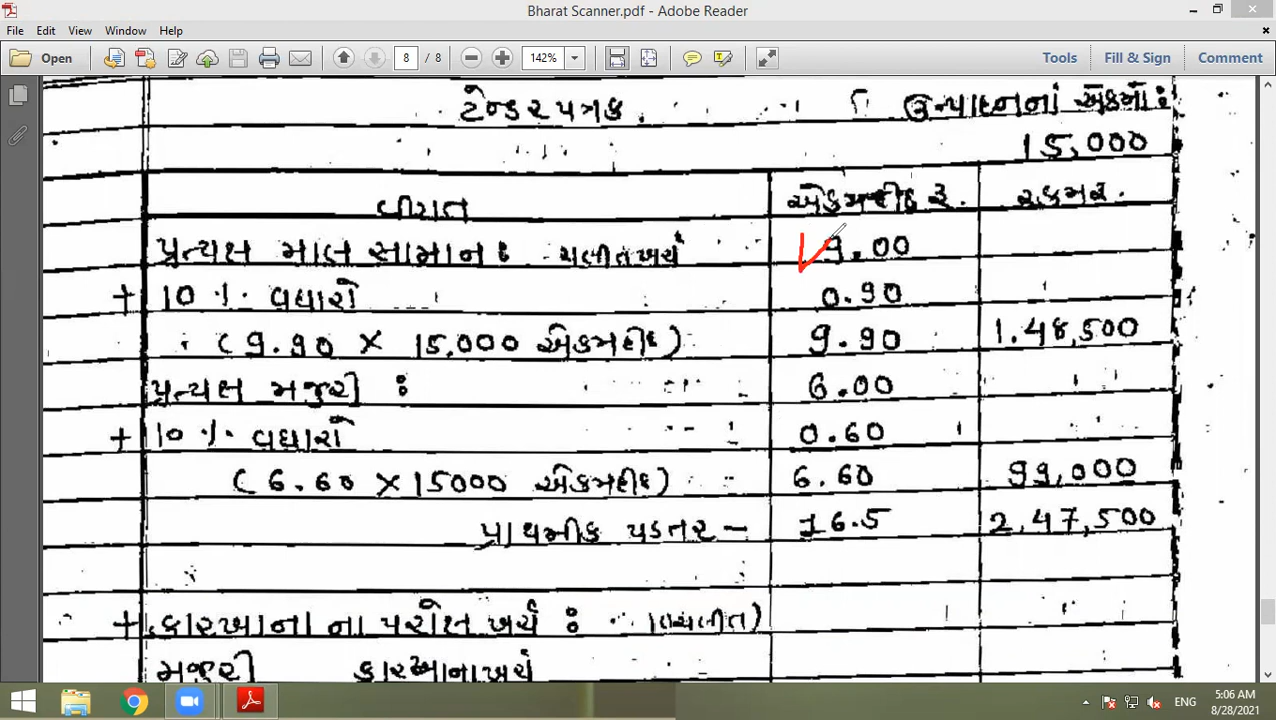 Bharat Scanner.pdf - Adobe Reader
File Edit View Window Help
Open 8 / 8 142% Tools Fill & Sign Comment
ટેન્ડર પત્રક. ઉત્પાદનનાં એકમો:
15,000
વીગત એકમદીઠ રૂ. રકમ રૂ.
પ્રત્યક્ષ માલ સામાન : ચલીત ખર્ચ 9.00
+ 10 %. વધારો 0.90
(9.90 X 15,000 એકમદીઠ) 9.90 1,48,500
પ્રત્યક્ષ મજુરી : 6.00
+ 10 %. વધારો 0.60
(6.60 X 15000 એકમદીઠ) 6.60 99,000
પ્રાથમીક પડતર - 16.5 2,47,500
+ કારખાના ના પરોક્ષ ખર્ચ :
મજુરી કારખાના ખર્ચ
ENG 5:06 AM
8/28/2021